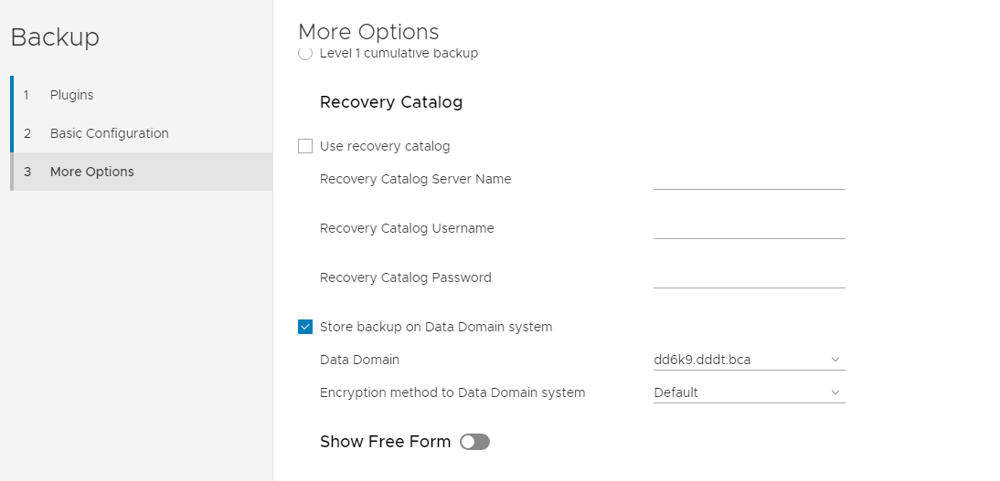 Backup
1 Plugins
2 Basic Configuration
3 More Options
More Options
Level 1 cumulative backup
Recovery Catalog
Use recovery catalog
Recovery Catalog Server Name
Recovery Catalog Username
Recovery Catalog Password
Store backup on Data Domain system
Data Domain dd6k9.dddt.bca
Encryption method to Data Domain system Default
Show Free Form